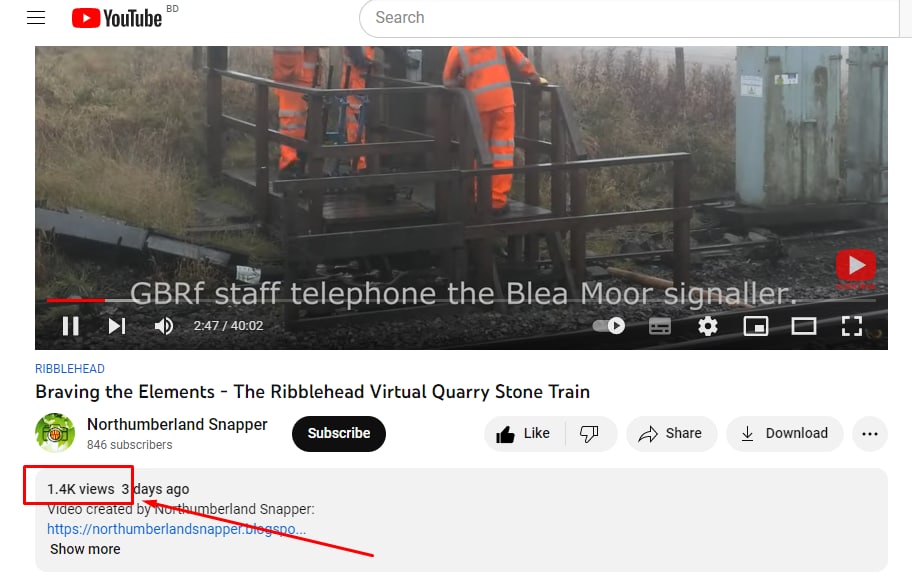 YouTube BD
Search
GBRf staff telephone the Blea Moor signaller.
2:47 / 40:02
RIBBLEHEAD
Braving the Elements - The Ribblehead Virtual Quarry Stone Train
Northumberland Snapper
846 subscribers
Subscribe
Like
Share
Download
1.4K views 3 days ago
Video created by Northumberland Snapper:
https://northumberlandsnapper.blogspo...
Show more